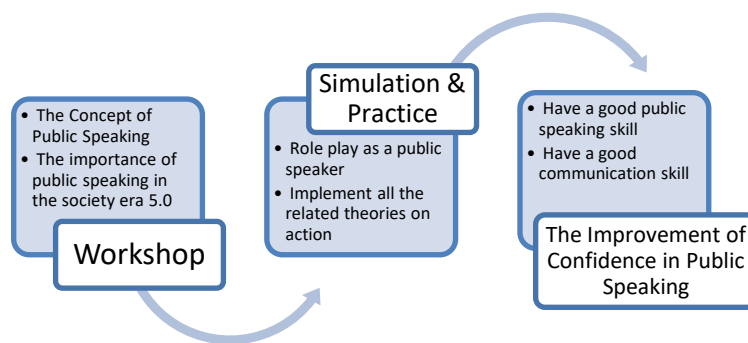 • The Concept of
Public Speaking
• The importance of
public speaking in
the society era 5.0
Workshop
Simulation &
Practice
• Role play as a public
speaker
• Implement all the
related theories on
action
• Have a good public
speaking skill
• Have a good
communication skill
The Improvement of
Confidence in Public
Speaking